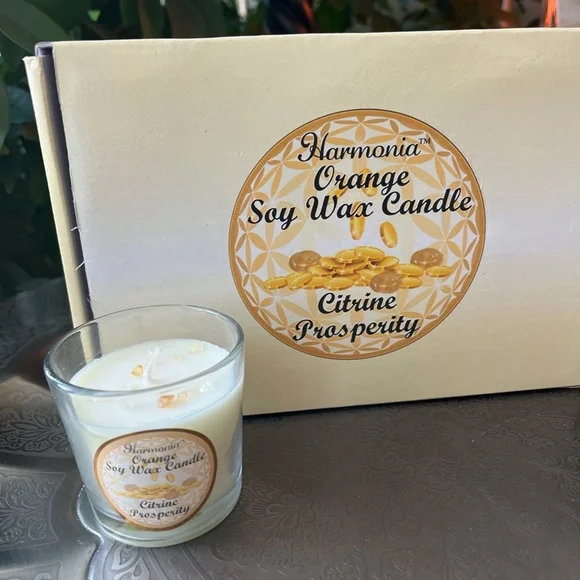 Harmonia™
Orange
Soy Wax Candle
Citrine
Prosperity
Harmonia
Orange
Soy Wax Candle
Citrine
Prosperity